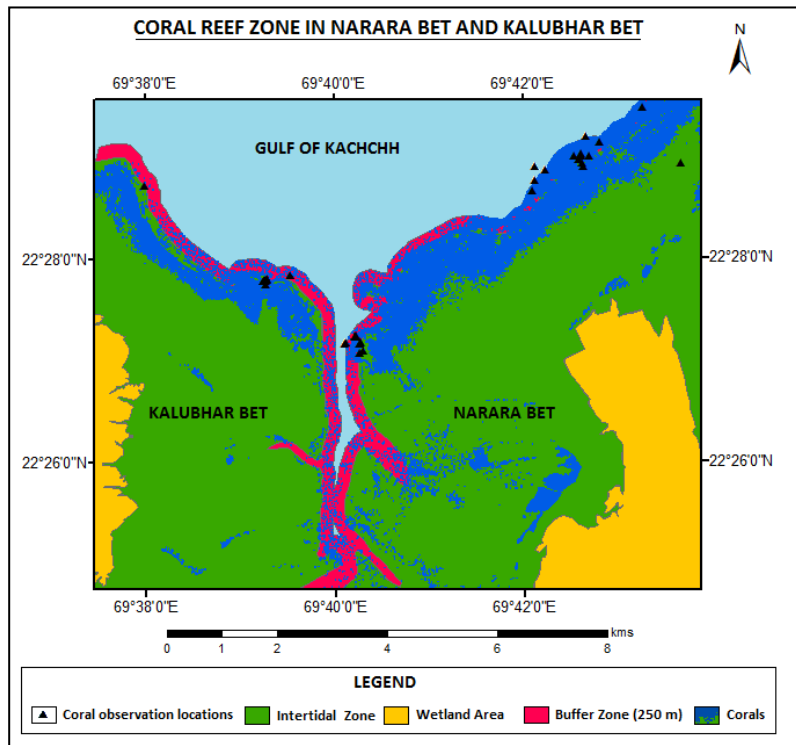 CORAL REEF ZONE IN NARARA BET AND KALUBHAR BET
N
69°38'0"E 69°40'0"E 69°42'0"E
GULF OF KACHCHH
22°28'0"N 22°28'0"N
KALUBHAR BET NARARA BET
22°26'0"N 22°26'0"N
69°38'0"E 69°40'0"E 69°42'0"E
kms
0 1 2 4 6 8
LEGEND
Coral observation locations Intertidal Zone Wetland Area Buffer Zone (250 m) Corals